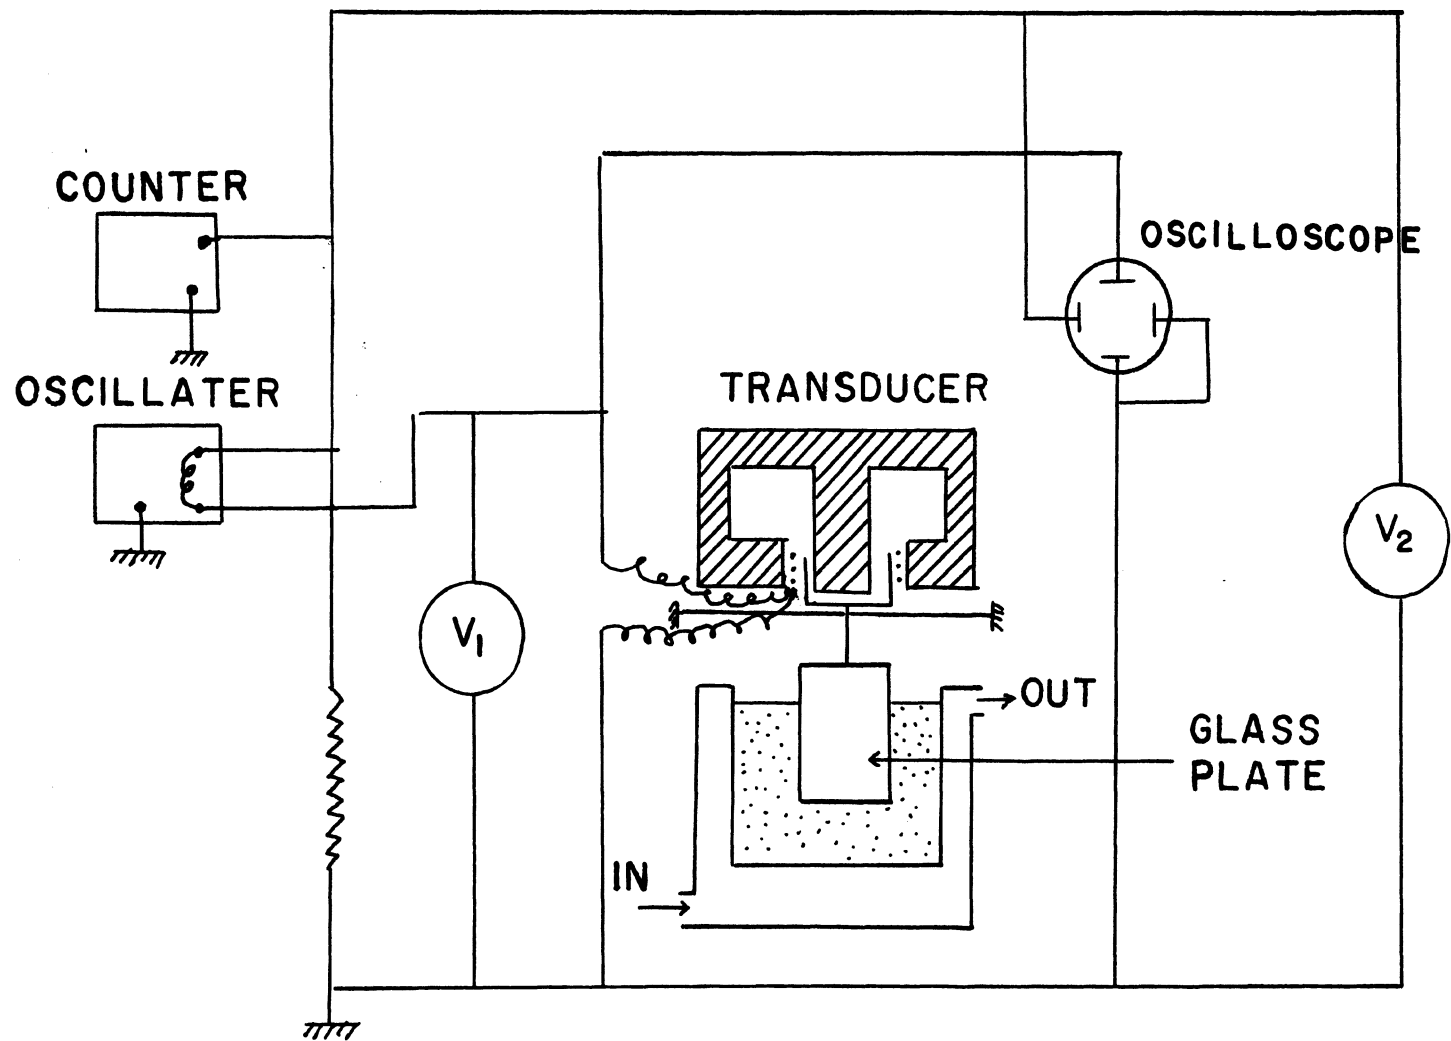 COUNTER
OSCILLOSCOPE
OSCILLATER
TRANSDUCER
V₁
V₂
OUT
GLASS
PLATE
IN